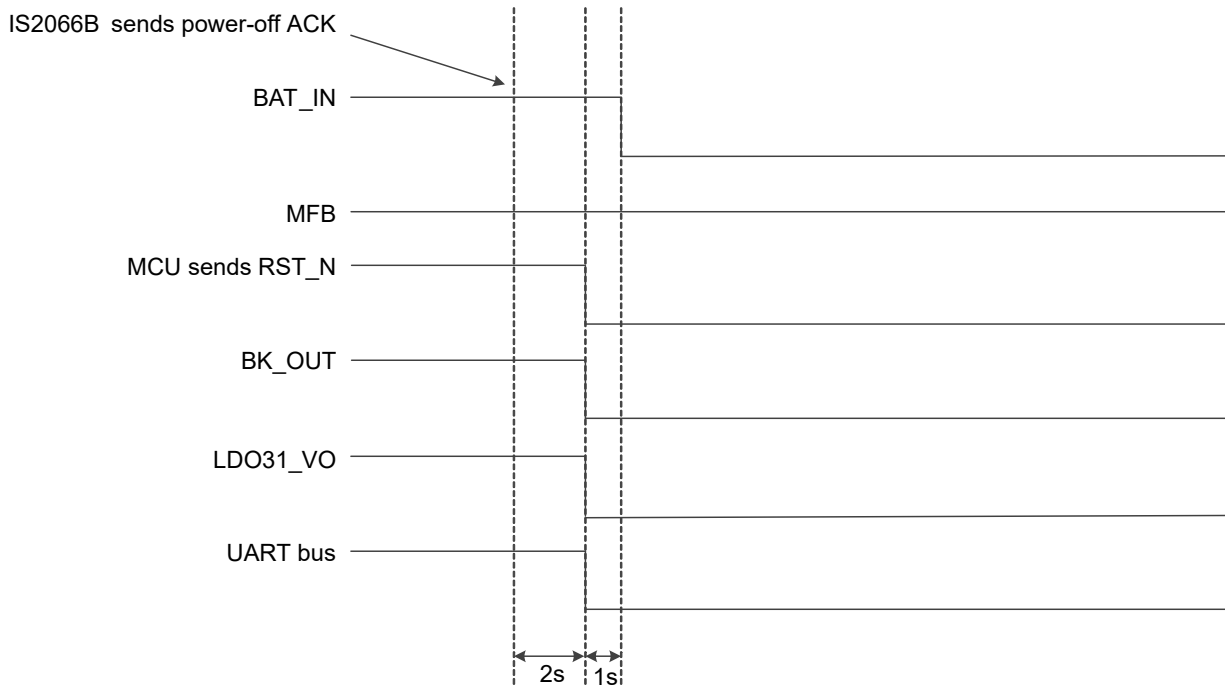 IS2066B sends power-off ACK
BAT_IN
MFB
MCU sends RST_N
BK_OUT
LDO31_VO
UART bus
2s
1s